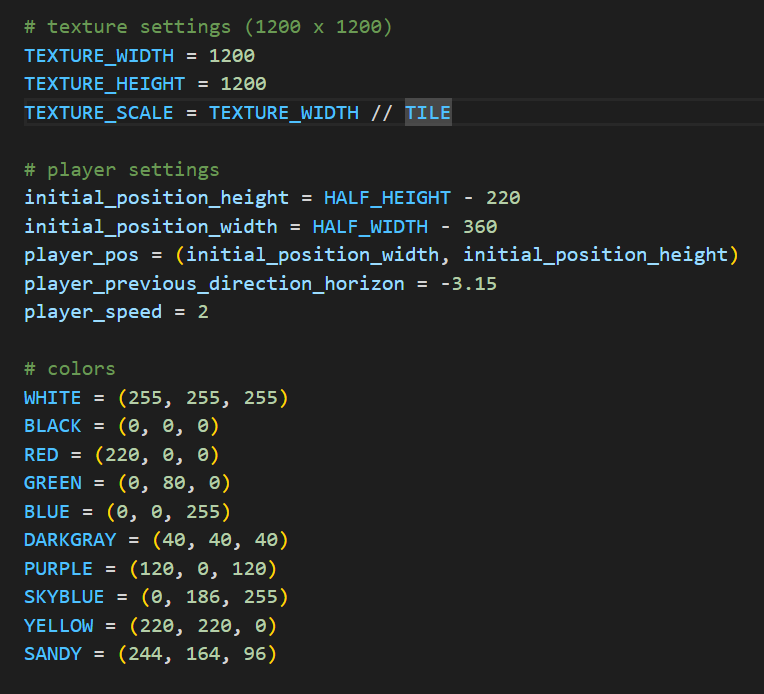 # texture settings (1200 x 1200)
TEXTURE_WIDTH = 1200
TEXTURE_HEIGHT = 1200
TEXTURE_SCALE = TEXTURE_WIDTH // TILE
# player settings
initial_position_height = HALF_HEIGHT - 220
initial_position_width = HALF_WIDTH - 360
player_pos = (initial_position_width, initial_position_height)
player_previous_direction_horizon = -3.15
player_speed = 2
# colors
WHITE = (255, 255, 255)
BLACK = (0, 0, 0)
RED = (220, 0, 0)
GREEN = (0, 80, 0)
BLUE = (0, 0, 255)
DARKGRAY = (40, 40, 40)
PURPLE = (120, 0, 120)
SKYBLUE = (0, 186, 255)
YELLOW = (220, 220, 0)
SANDY = (244, 164, 96)